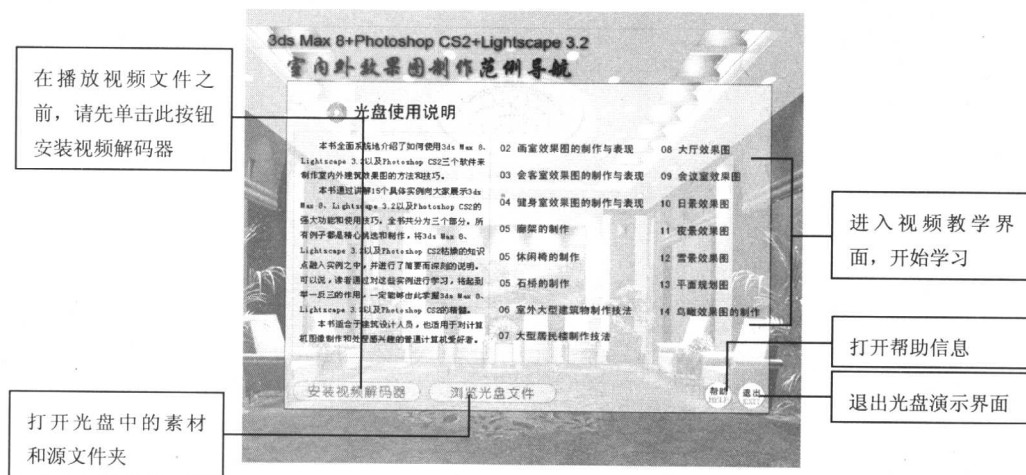 3ds Max 8+Photoshop CS2+Lightscape 3.2
室内外效果图制作范例导航
在播放视频文件之
前，请先单击此按钮
安装视频解码器
光盘使用说明
本书全面系统地介绍了如何使用3ds Max 8、
Lightscape 3.2以及Photoshop CS2三个软件来
制作室内外建筑效果图的方法和技巧。
本书通过讲解15个具体实例向大家展示3ds
Max 8、Lightscape 3.2以及Photoshop CS2的
强大功能和使用技巧。全书共分为三个部分。所
有例子都是精心挑选和制作，将3ds Max 8、
Lightscape 3.2以及Photoshop CS2枯燥的知识
点融入实例之中，并进行了简要而深刻的说明。
可以说，读者通过对这些实例进行学习，将起到
举一反三的作用，一定能够由此掌握3ds Max 8、
Lightscape 3.2以及Photoshop CS2的精髓。
本书适合于建筑设计人员，也适用于对计算
机图像制作和处理感兴趣的普通计算机爱好者。
02 画室效果图的制作与表现
03 会客室效果图的制作与表现
04 健身室效果图的制作与表现
05 廊架的制作
05 休闲椅的制作
05 石桥的制作
06 室外大型建筑物制作技法
07 大型居民楼制作技法
08 大厅效果图
09 会议室效果图
10 日景效果图
11 夜景效果图
12 雪景效果图
13 平面规划图
14 鸟瞰效果图的制作
进入视频教学界
面，开始学习
打开帮助信息
退出光盘演示界面
安装视频解码器
浏览光盘文件
帮助
HELP
退出
EXIT
打开光盘中的素材
和源文件夹